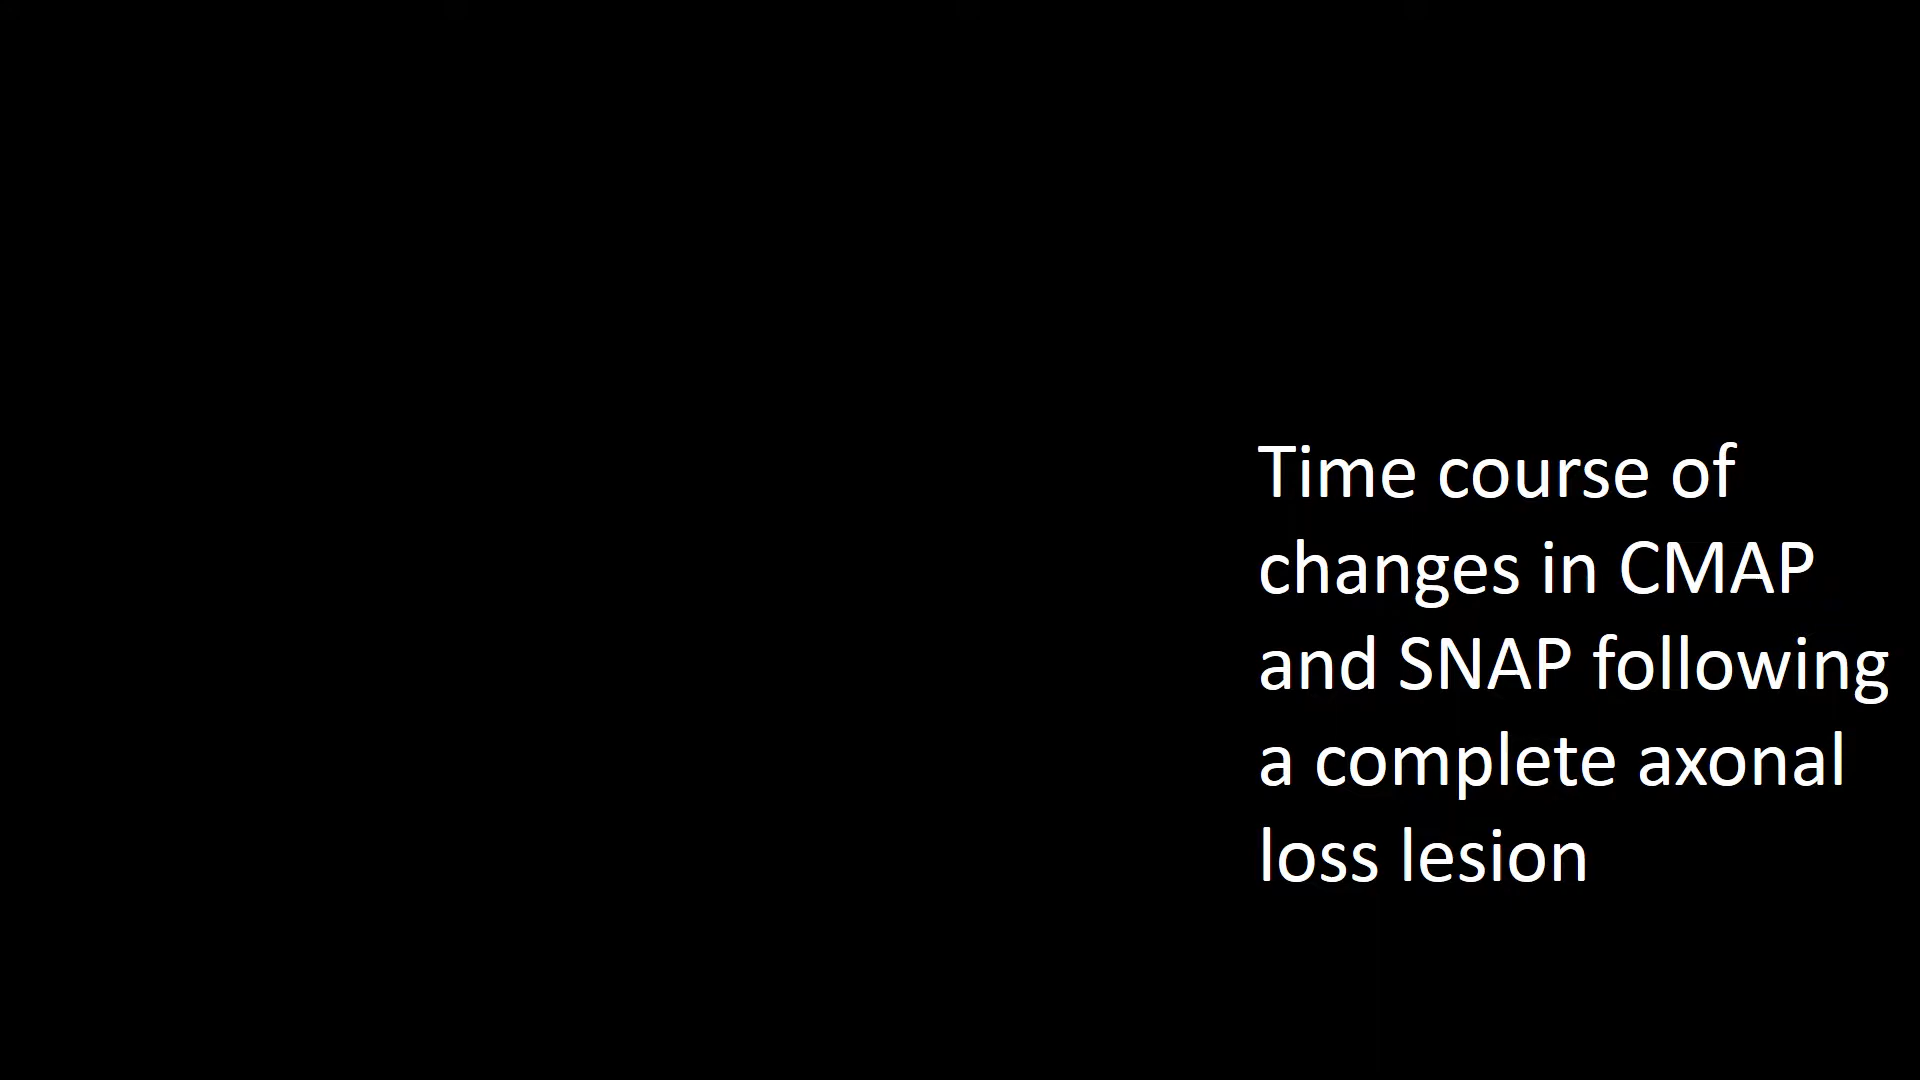 Time course of
changes in CMAP
and SNAP following
a complete axonal
loss lesion